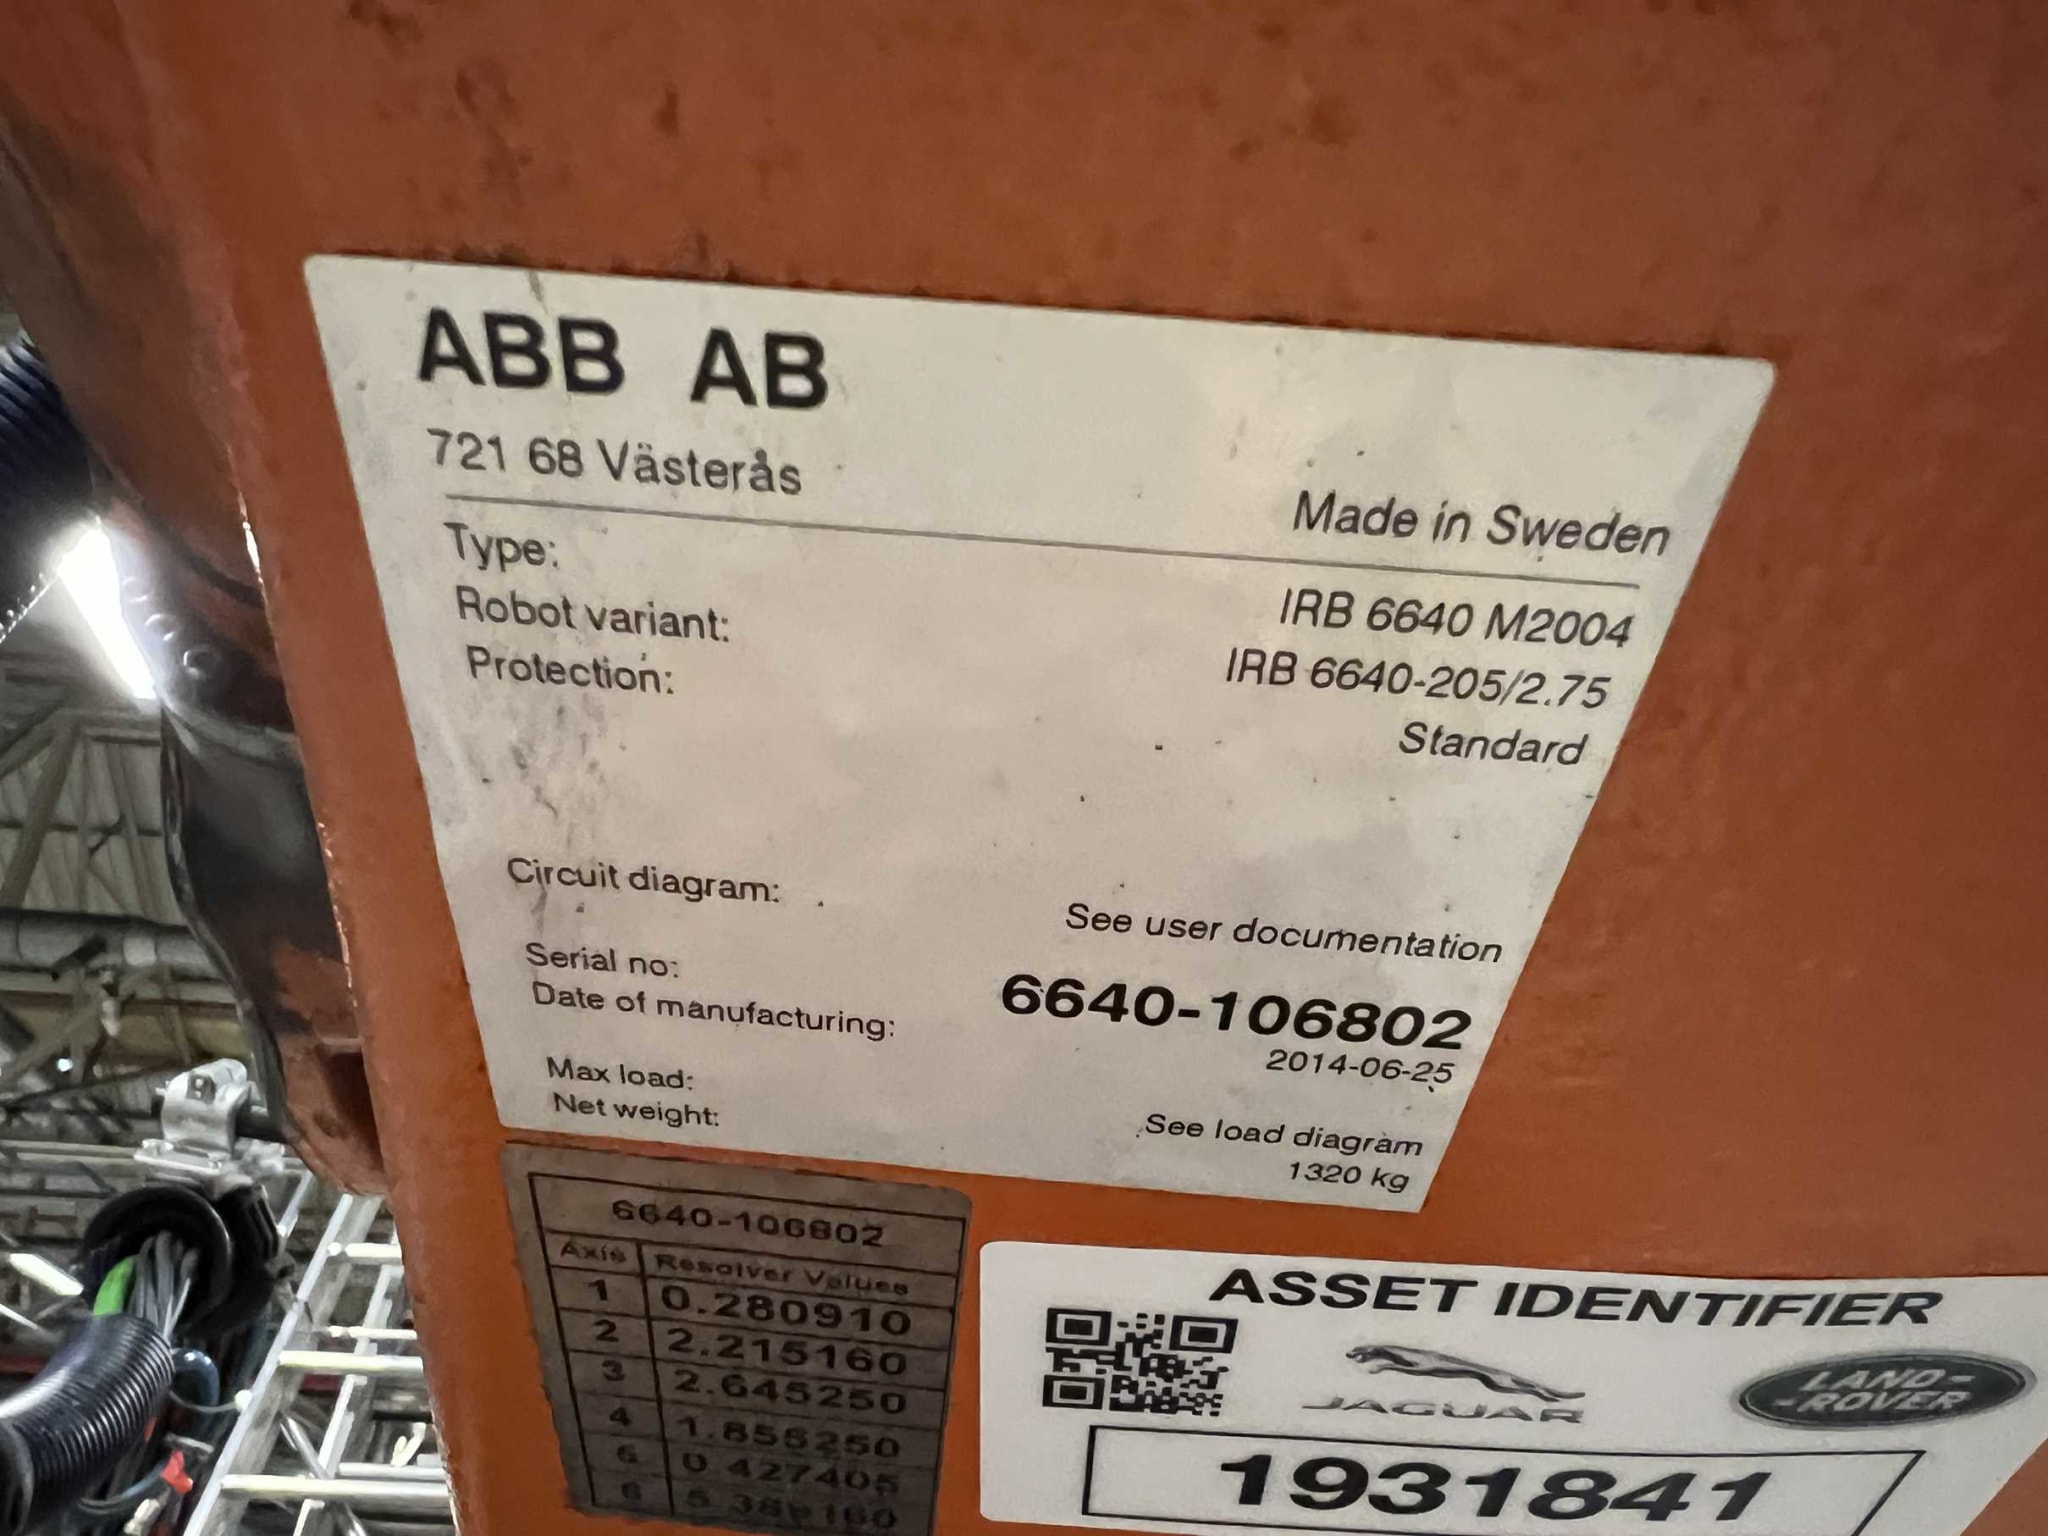 ABB AB
721 68 Västerås
Made in Sweden
Type: IRB 6640 M2004
Robot variant: IRB 6640-205/2.75
Protection: Standard
Circuit diagram: See user documentation
Serial no: 6640-106802
Date of manufacturing: 2014-06-25
Max load: See load diagram
Net weight: 1320 kg
6640-106802
Axis Resolver Values
1 0.280910
2 2.215160
3 2.645250
4 1.856250
0.427405
ASSET IDENTIFIER
JAGUAR
LAND-
-ROVER
1931841